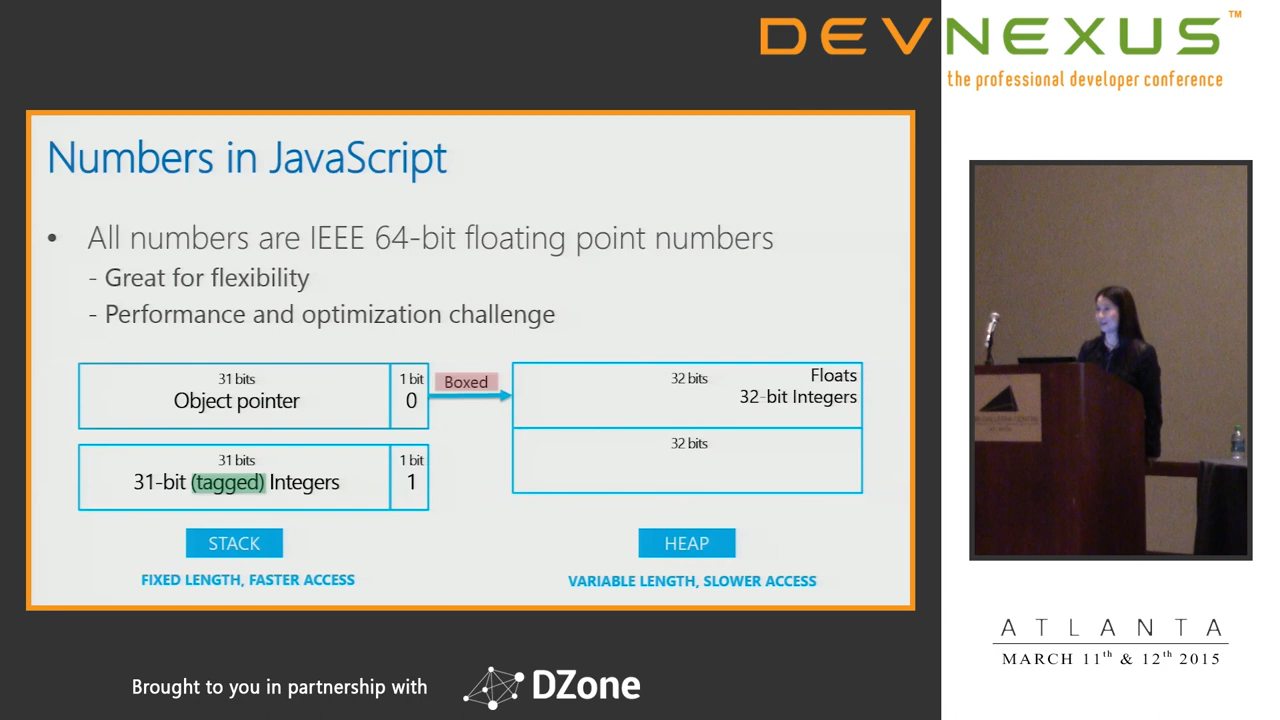 DEVNEXUS™
the professional developer conference
Numbers in JavaScript
• All numbers are IEEE 64-bit floating point numbers
- Great for flexibility
- Performance and optimization challenge
31 bits
Object pointer
1 bit
0
Boxed
32 bits
Floats
32-bit Integers
32 bits
31 bits
31-bit (tagged) Integers
1 bit
1
STACK
HEAP
FIXED LENGTH, FASTER ACCESS
VARIABLE LENGTH, SLOWER ACCESS
ATLANTA
MARCH 11th & 12th 2015
Brought to you in partnership with
DZone